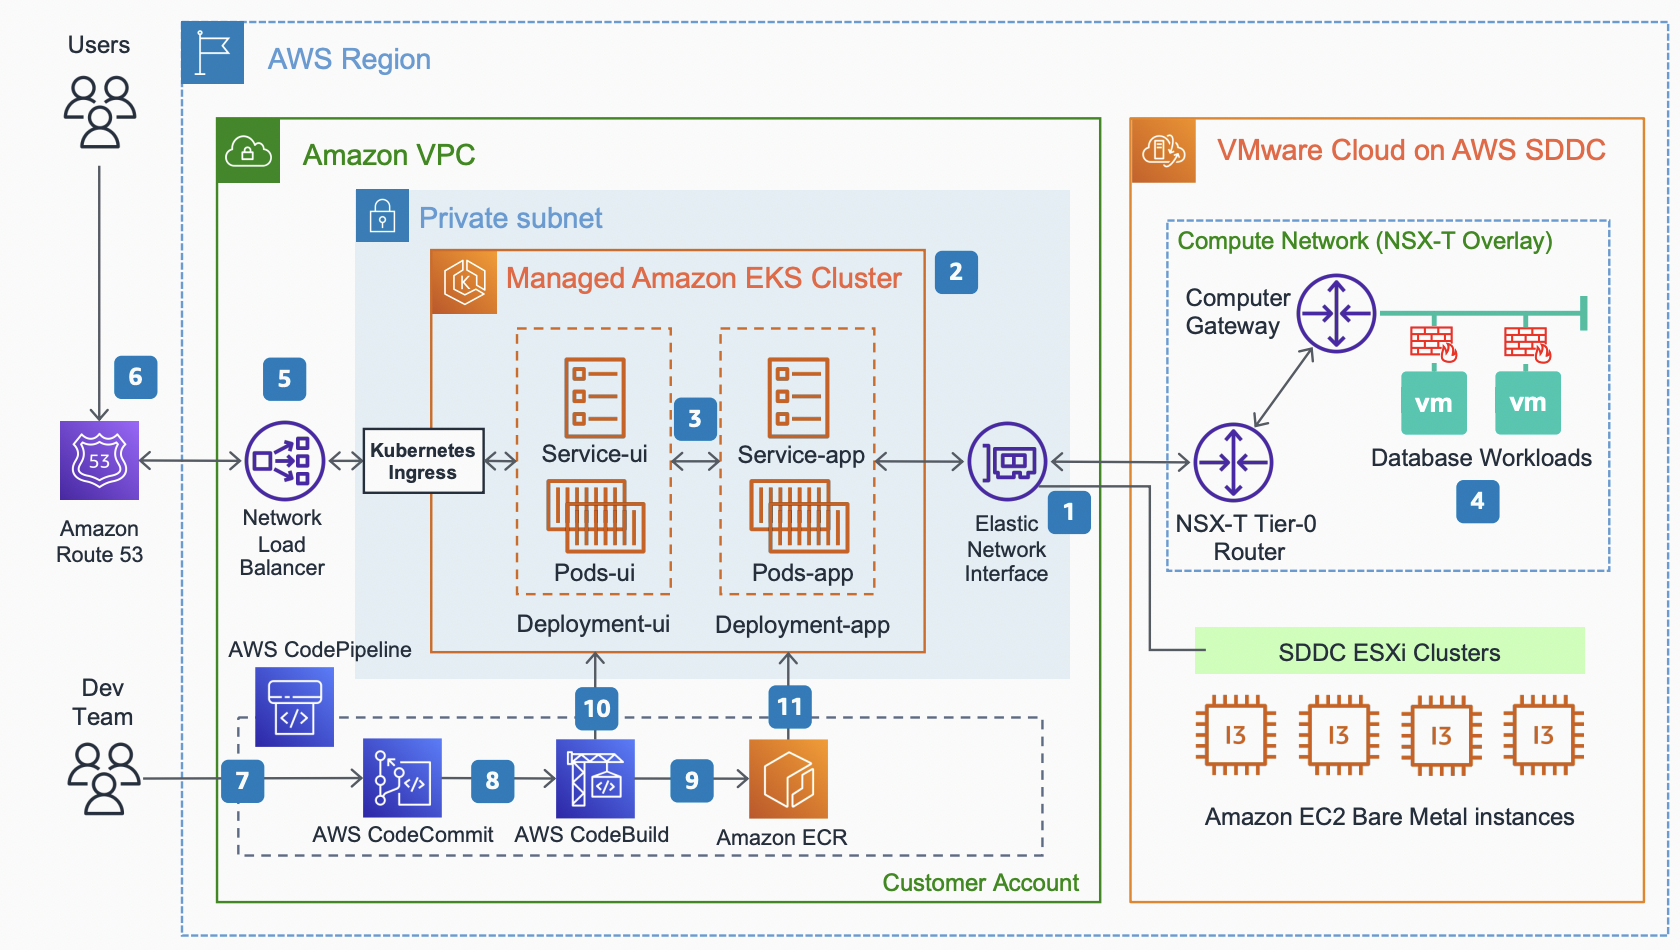 Users
AWS Region
Amazon VPC
VMware Cloud on AWS SDDC
Private subnet
Compute Network (NSX-T Overlay)
Managed Amazon EKS Cluster
2
Computer
Gateway
6
5
3
vm
vm
53
Kubernetes
Ingress
Service-ui
Service-app
Database Workloads
4
1
Amazon
Route 53
Network
Load
Balancer
Pods-ui
Pods-app
Elastic
Network
Interface
NSX-T Tier-0
Router
Deployment-ui
Deployment-app
AWS CodePipeline
SDDC ESXi Clusters
Dev
Team
10
11
I3
I3
I3
I3
7
8
9
AWS CodeCommit
AWS CodeBuild
Amazon ECR
Amazon EC2 Bare Metal instances
Customer Account